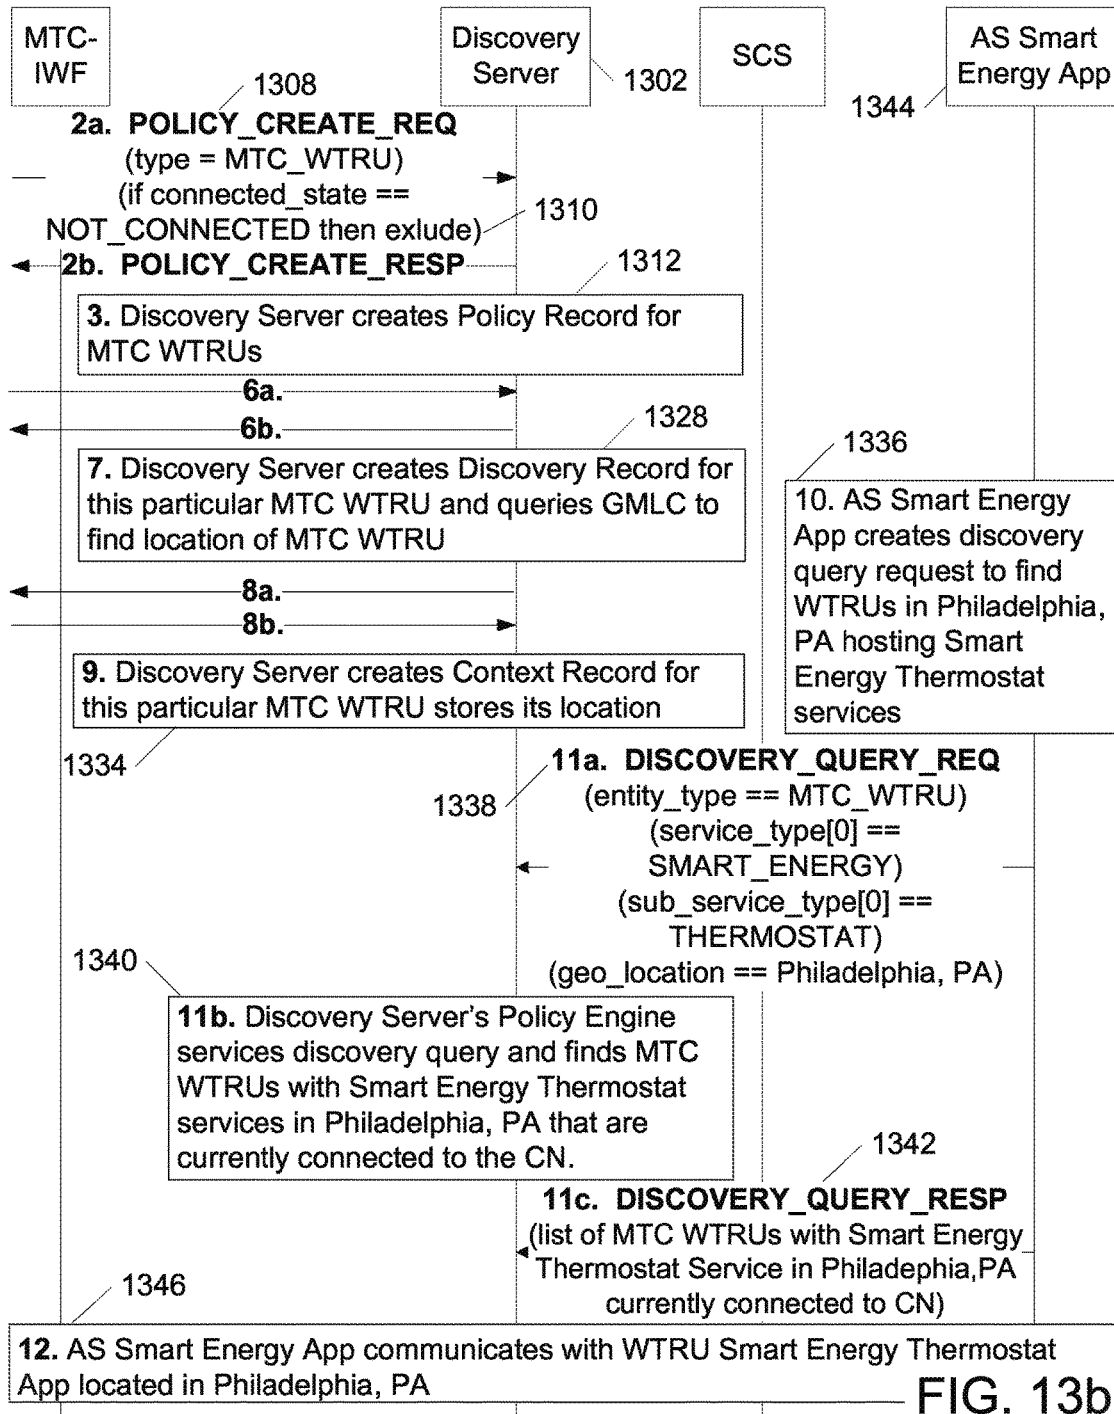 MTC-
IWF
Discovery
Server
SCS
AS Smart
Energy App
1308
1302
1344
2a. POLICY_CREATE_REQ
(type = MTC_WTRU)
(if connected_state ==
NOT_CONNECTED then exlude)
1310
2b. POLICY_CREATE_RESP
1312
3. Discovery Server creates Policy Record for
MTC WTRUs
6a.
6b.
1328
7. Discovery Server creates Discovery Record for
this particular MTC WTRU and queries GMLC to
find location of MTC WTRU
1336
10. AS Smart Energy
App creates discovery
query request to find
WTRUs in Philadelphia,
PA hosting Smart
Energy Thermostat
services
8a.
8b.
9. Discovery Server creates Context Record for
this particular MTC WTRU stores its location
1334
1338
11a. DISCOVERY_QUERY_REQ
(entity_type == MTC_WTRU)
(service_type[0] ==
SMART_ENERGY)
(sub_service_type[0] ==
THERMOSTAT)
(geo_location == Philadelphia, PA)
1340
11b. Discovery Server's Policy Engine
services discovery query and finds MTC
WTRUs with Smart Energy Thermostat
services in Philadelphia, PA that are
currently connected to the CN.
1342
11c. DISCOVERY_QUERY_RESP
(list of MTC WTRUs with Smart Energy
Thermostat Service in Philadephia,PA
currently connected to CN)
1346
12. AS Smart Energy App communicates with WTRU Smart Energy Thermostat
App located in Philadelphia, PA
FIG. 13b